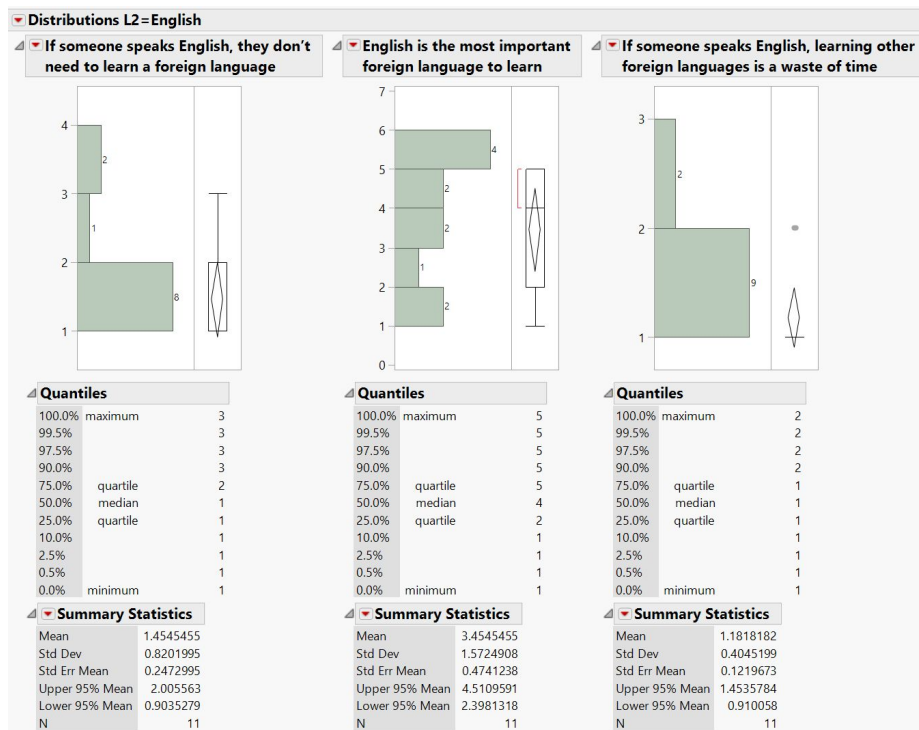 Distributions L2=English
If someone speaks English, they don't
need to learn a foreign language
4
3
2
1
2
1
8
Quantiles
100.0% maximum 3
99.5% 3
97.5% 3
90.0% 3
75.0% quartile 2
50.0% median 1
25.0% quartile 1
10.0% 1
2.5% 1
0.5% 1
0.0% minimum 1
Summary Statistics
Mean 1.4545455
Std Dev 0.8201995
Std Err Mean 0.2472995
Upper 95% Mean 2.005563
Lower 95% Mean 0.9035279
N 11
English is the most important
foreign language to learn
7
6
5
4
3
2
1
0
4
2
2
1
2
Quantiles
100.0% maximum 5
99.5% 5
97.5% 5
90.0% 5
75.0% quartile 5
50.0% median 4
25.0% quartile 2
10.0% 1
2.5% 1
0.5% 1
0.0% minimum 1
Summary Statistics
Mean 3.4545455
Std Dev 1.5724908
Std Err Mean 0.4741238
Upper 95% Mean 4.5109591
Lower 95% Mean 2.3981318
N 11
If someone speaks English, learning other
foreign languages is a waste of time
3
2
1
2
9
Quantiles
100.0% maximum 2
99.5% 2
97.5% 2
90.0% 2
75.0% quartile 1
50.0% median 1
25.0% quartile 1
10.0% 1
2.5% 1
0.5% 1
0.0% minimum 1
Summary Statistics
Mean 1.1818182
Std Dev 0.4045199
Std Err Mean 0.1219673
Upper 95% Mean 1.4535784
Lower 95% Mean 0.910058
N 11